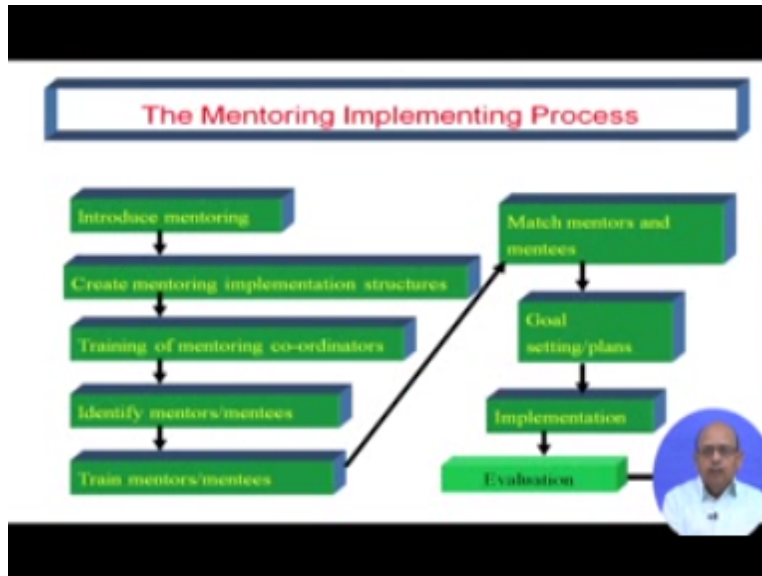 The Mentoring Implementing Process
Introduce mentoring
Create mentoring implementation structures
Training of mentoring co-ordinators
Identify mentors/mentees
Train mentors/mentees
Match mentors and
mentees
Goal
setting/plans
Implementation
Evaluation